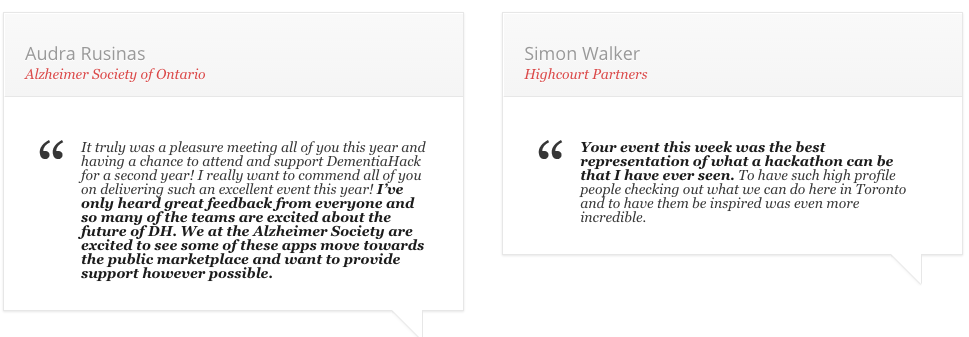 Audra Rusinas
Alzheimer Society of Ontario
“ It truly was a pleasure meeting all of you this year and
having a chance to attend and support DementiaHack
for a second year! I really want to commend all of you
on delivering such an excellent event this year! I’ve
only heard great feedback from everyone and
so many of the teams are excited about the
future of DH. We at the Alzheimer Society are
excited to see some of these apps move towards
the public marketplace and want to provide
support however possible.
Simon Walker
Highcourt Partners
“ Your event this week was the best
representation of what a hackathon can be
that I have ever seen. To have such high profile
people checking out what we can do here in Toronto
and to have them be inspired was even more
incredible.